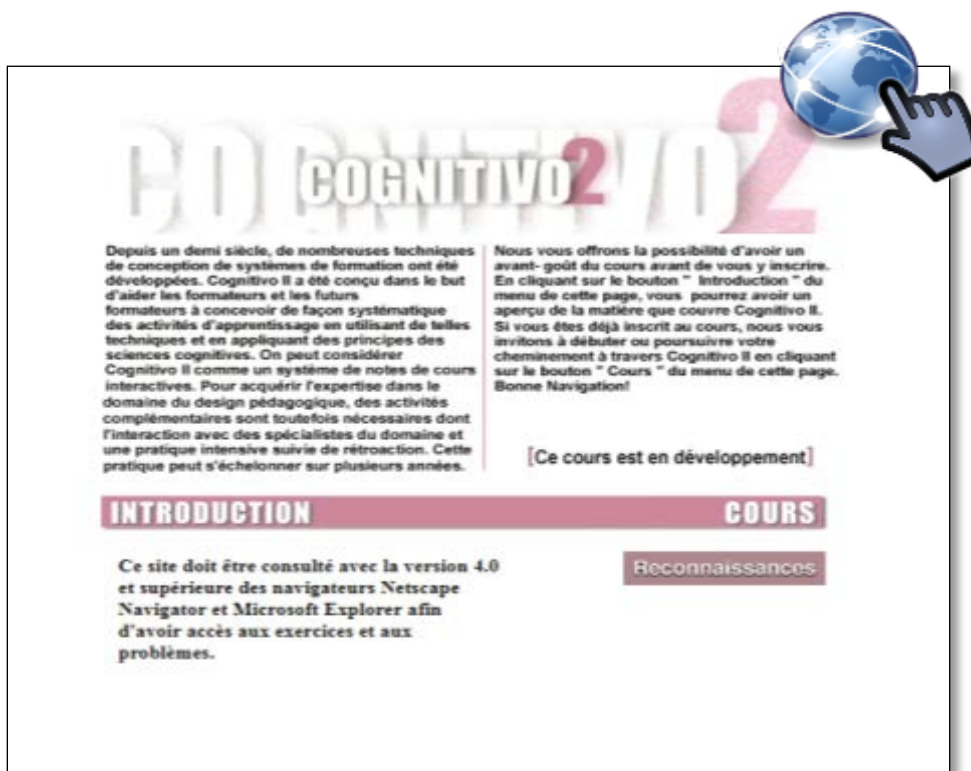 COGNITIVO2
COGNITIVO2
Depuis un demi siècle, de nombreuses techniques
de conception de systèmes de formation ont été
développées. Cognitivo II a été conçu dans le but
d'aider les formateurs et les futurs
formateurs à concevoir de façon systématique
des activités d'apprentissage en utilisant de telles
techniques et en appliquant des principes des
sciences cognitives. On peut considérer
Cognitivo II comme un système de notes de cours
interactives. Pour acquérir l'expertise dans le
domaine du design pédagogique, des activités
complémentaires sont toutefois nécessaires dont
l'interaction avec des spécialistes du domaine et
une pratique intensive suivie de rétroaction. Cette
pratique peut s'échelonner sur plusieurs années.
Nous vous offrons la possibilité d'avoir un
avant- goût du cours avant de vous y inscrire.
En cliquant sur le bouton " Introduction " du
menu de cette page, vous pourrez avoir un
aperçu de la matière que couvre Cognitivo II.
Si vous êtes déjà inscrit au cours, nous vous
invitons à débuter ou poursuivre votre
cheminement à travers Cognitivo II en cliquant
sur le bouton " Cours " du menu de cette page.
Bonne Navigation!
[Ce cours est en développement]
INTRODUCTION COURS
Ce site doit être consulté avec la version 4.0
et supérieure des navigateurs Netscape
Navigator et Microsoft Explorer afin
d'avoir accès aux exercices et aux
problèmes.
Reconnaissances